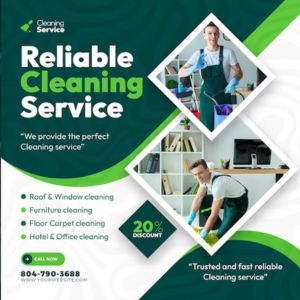 Cleaning
Service
Reliable
Cleaning
Service
“We provide the perfect
Cleaning service”
Roof & Window cleaning
Furniture cleaning
Floor Carpet cleaning
Hotel & Office cleaning
20%
DISCOUNT
CALL NOW
804-790-3688
WWW.YOURWEBSITE.COM
“Trusted and fast reliable
Cleaning service”